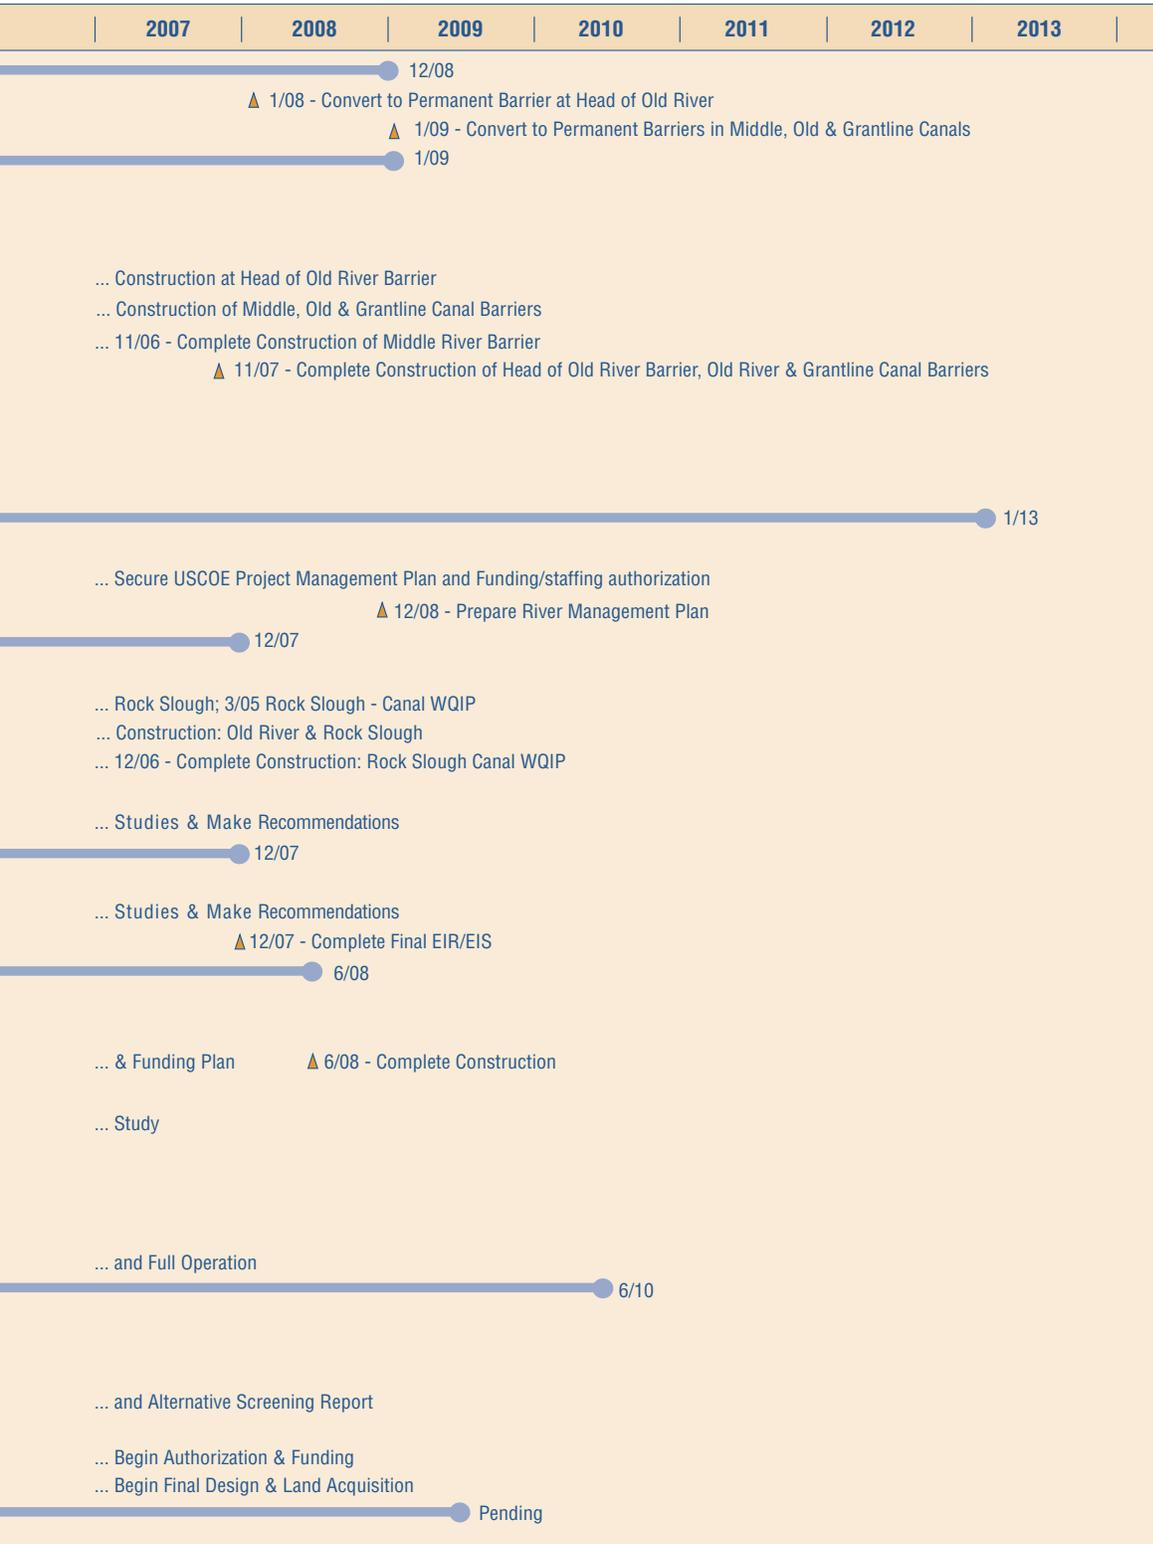 2007 2008 2009 2010 2011 2012 2013
12/08
1/08 - Convert to Permanent Barrier at Head of Old River
1/09 - Convert to Permanent Barriers in Middle, Old & Grantline Canals
1/09
... Construction at Head of Old River Barrier
... Construction of Middle, Old & Grantline Canal Barriers
... 11/06 - Complete Construction of Middle River Barrier
11/07 - Complete Construction of Head of Old River Barrier, Old River & Grantline Canal Barriers
1/13
... Secure USCOE Project Management Plan and Funding/staffing authorization
12/08 - Prepare River Management Plan
12/07
... Rock Slough; 3/05 Rock Slough - Canal WQIP
... Construction: Old River & Rock Slough
... 12/06 - Complete Construction: Rock Slough Canal WQIP
... Studies & Make Recommendations
12/07
... Studies & Make Recommendations
12/07 - Complete Final EIR/EIS
6/08
... & Funding Plan 6/08 - Complete Construction
... Study
... and Full Operation
6/10
... and Alternative Screening Report
... Begin Authorization & Funding
... Begin Final Design & Land Acquisition
Pending